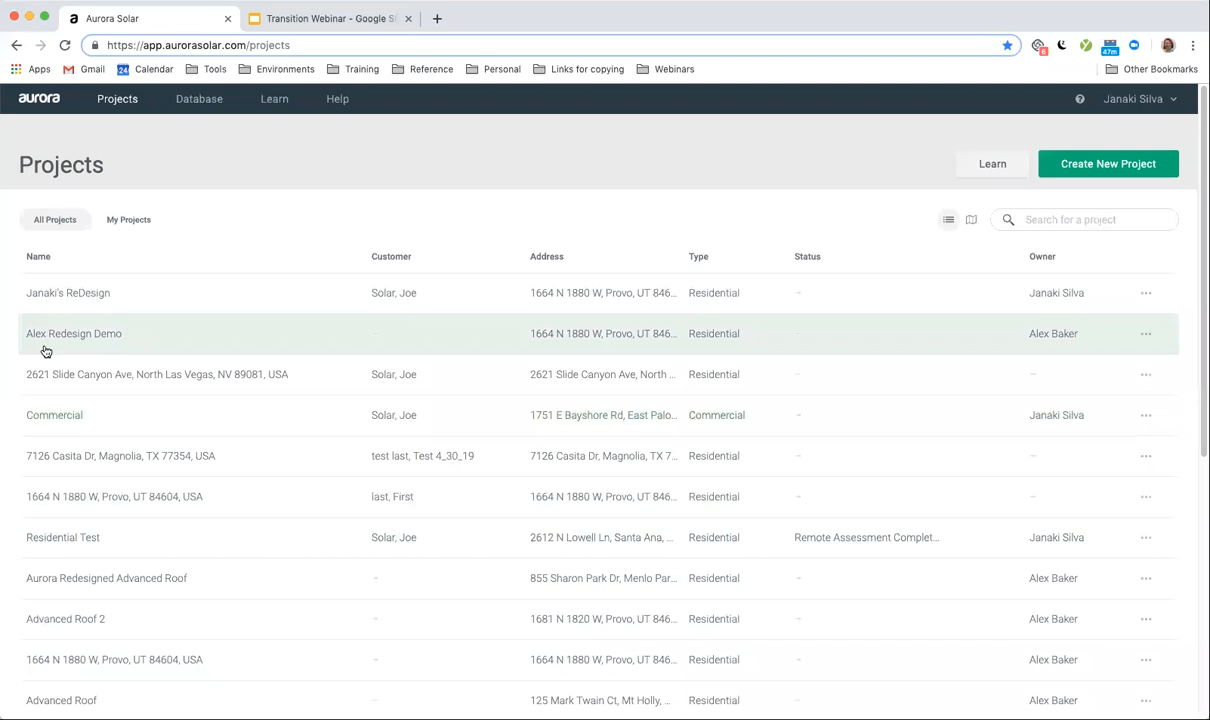 Aurora Solar
Transition Webinar - Google Sl
https://app.aurorasolar.com/projects
6
47m
Apps
Gmail
24
Calendar
Tools
Environments
Training
Reference
Personal
Links for copying
Webinars
Other Bookmarks
aurora
Projects
Database
Learn
Help
Janaki Silva
Projects
Learn
Create New Project
All Projects
My Projects
Search for a project
Name Customer Address Type Status Owner
Janaki's ReDesign Solar, Joe 1664 N 1880 W, Provo, UT 846... Residential - Janaki Silva ...
Alex Redesign Demo - 1664 N 1880 W, Provo, UT 846... Residential - Alex Baker ...
2621 Slide Canyon Ave, North Las Vegas, NV 89081, USA Solar, Joe 2621 Slide Canyon Ave, North ... Residential - - ...
Commercial Solar, Joe 1751 E Bayshore Rd, East Palo... Commercial - Janaki Silva ...
7126 Casita Dr, Magnolia, TX 77354, USA test last, Test 4_30_19 7126 Casita Dr, Magnolia, TX 7... Residential - - ...
1664 N 1880 W, Provo, UT 84604, USA last, First 1664 N 1880 W, Provo, UT 846... Residential - - ...
Residential Test Solar, Joe 2612 N Lowell Ln, Santa Ana, ... Residential Remote Assessment Complet... Janaki Silva ...
Aurora Redesigned Advanced Roof - 855 Sharon Park Dr, Menlo Par... Residential - Alex Baker ...
Advanced Roof 2 - 1681 N 1820 W, Provo, UT 846... Residential - Alex Baker ...
1664 N 1880 W, Provo, UT 84604, USA - 1664 N 1880 W, Provo, UT 846... Residential - Alex Baker ...
Advanced Roof - 125 Mark Twain Ct, Mt Holly, ... Residential - Alex Baker ...